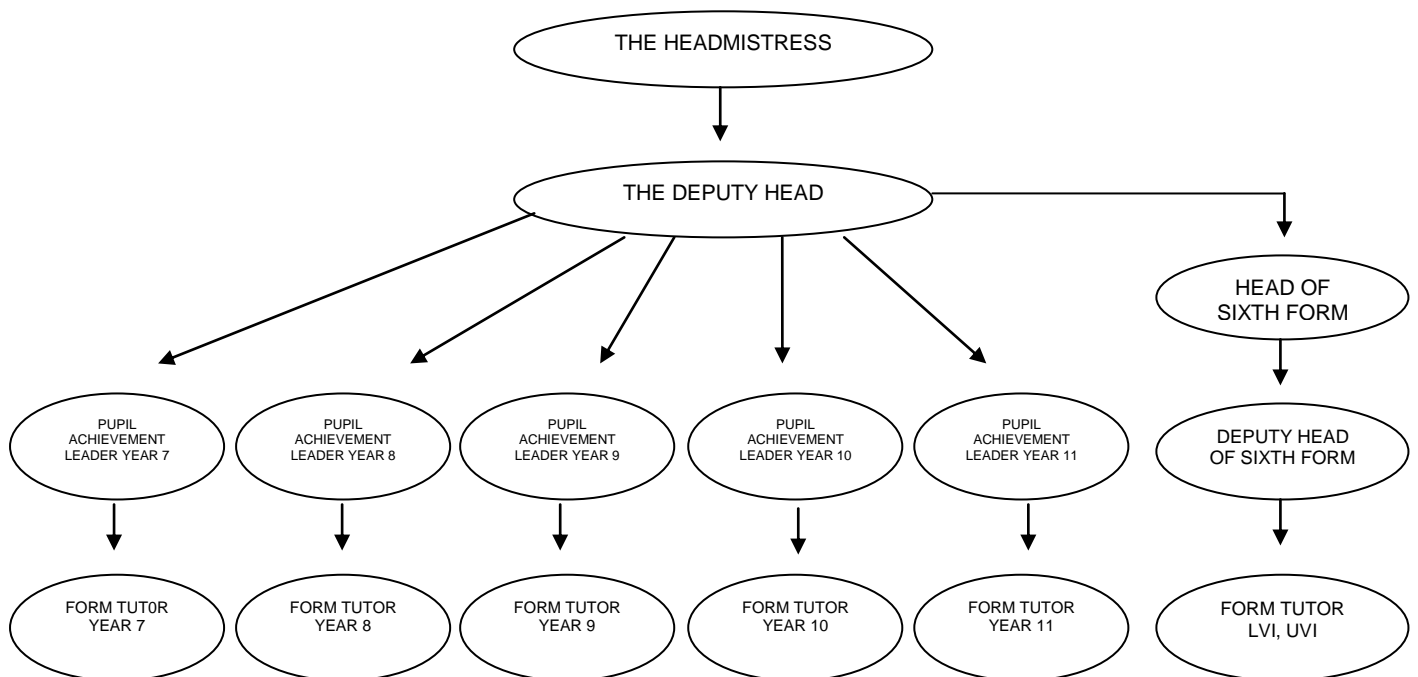 THE HEADMISTRESS
THE DEPUTY HEAD
HEAD OF
SIXTH FORM
PUPIL
ACHIEVEMENT
LEADER YEAR 7
PUPIL
ACHIEVEMENT
LEADER YEAR 8
PUPIL
ACHIEVEMENT
LEADER YEAR 9
PUPIL
ACHIEVEMENT
LEADER YEAR 10
PUPIL
ACHIEVEMENT
LEADER YEAR 11
DEPUTY HEAD
OF SIXTH FORM
FORM TUT0R
YEAR 7
FORM TUTOR
YEAR 8
FORM TUTOR
YEAR 9
FORM TUTOR
YEAR 10
FORM TUTOR
YEAR 11
FORM TUTOR
LVI, UVI